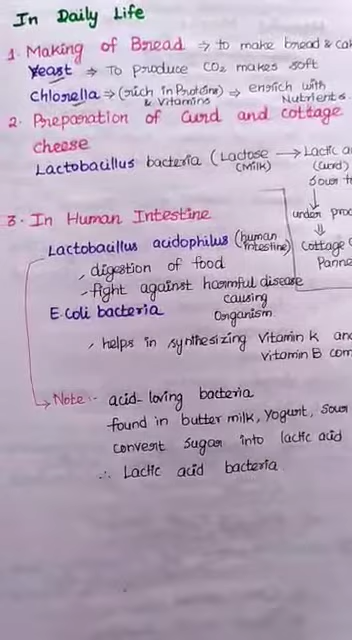 In Daily Life
1. Making of Bread → to make bread & cak
Yeast → To produce CO₂ makes soft
Chlorella → (rich in Proteins & Vitamins) → enrich with Nutrients
2. Preparation of Curd and cottage
cheese
Lactobacillus bacteria (Lactose (Milk) → Lactic a
(Curd)
Sour t
under proc
⇓
Cottage C
Pannee
3. In Human Intestine
Lactobacillus acidophilus (human intestine)
, digestion of food
, fight against harmful disease
causing
Organism
E.Coli bacteria
, helps in synthesizing Vitamin K and
Vitamin B com
→ Note :- acid-loving bacteria
found in butter milk, Yogurt, Sour
convert sugar into lactic acid
∴ Lactic acid bacteria